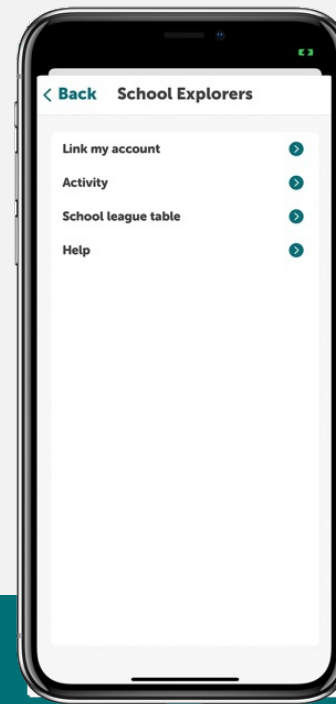 Back School Explorers
Link my account
Activity
School league table
Help